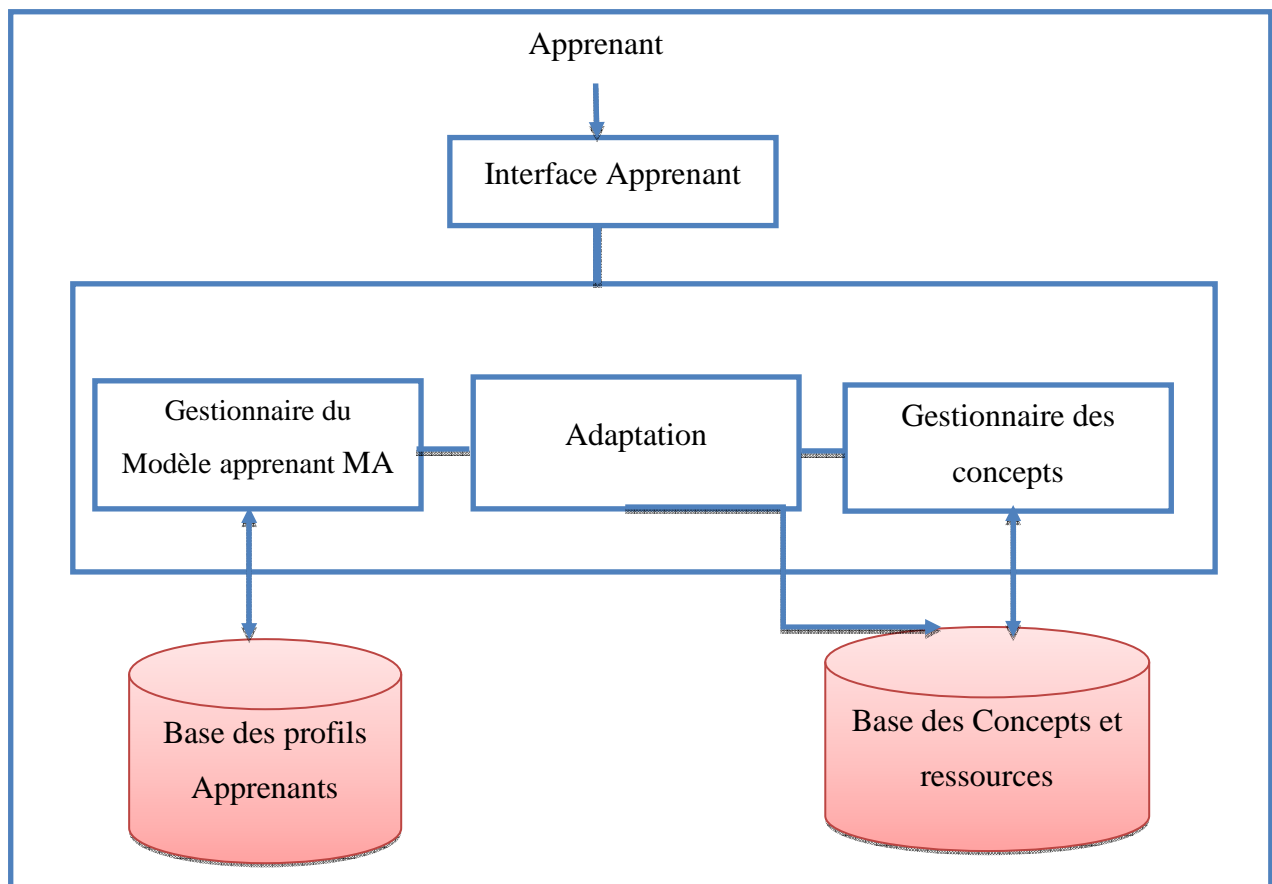 Apprenant
Interface Apprenant
Gestionnaire du
Modèle apprenant MA
Adaptation
Gestionnaire des
concepts
Base des profils
Apprenants
Base des Concepts et
ressources